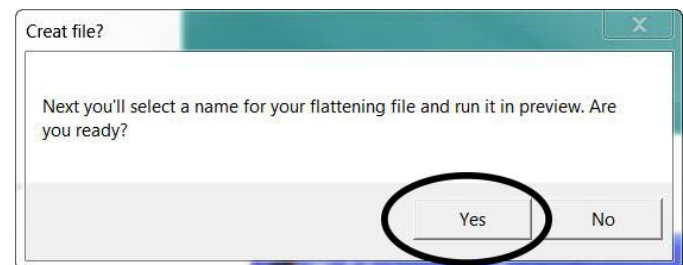 Creat file?
X
Next you'll select a name for your flattening file and run it in preview. Are
you ready?
Yes
No